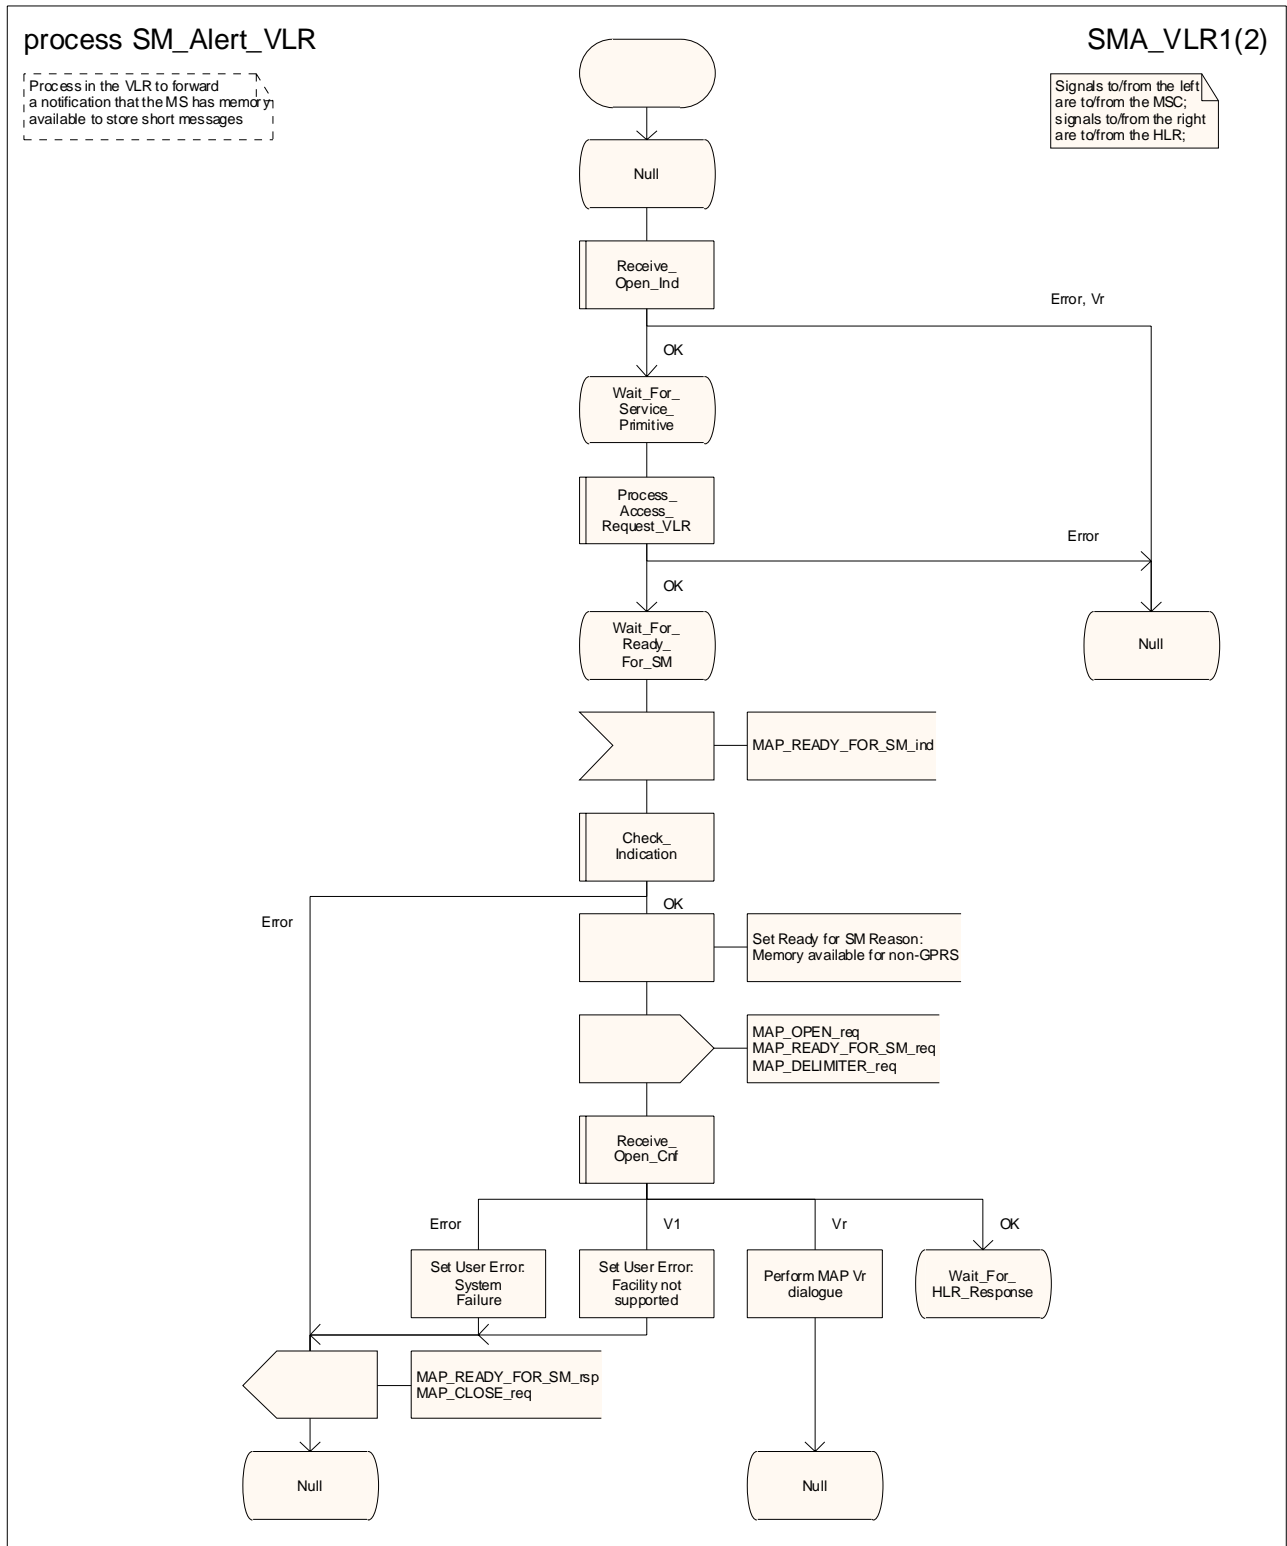 process SM_Alert_VLR
SMA_VLR1(2)
Process in the VLR to forward
a notification that the MS has memory
available to store short messages
Signals to/from the left
are to/from the MSC;
signals to/from the right
are to/from the HLR;
Null
Receive_
Open_Ind
Error, Vr
OK
Wait_For_
Service_
Primitive
Process_
Access_
Request_VLR
Error
OK
Wait_For_
Ready_
For_SM
Null
MAP_READY_FOR_SM_ind
Check_
Indication
Error
OK
Set Ready for SM Reason:
Memory available for non-GPRS
MAP_OPEN_req
MAP_READY_FOR_SM_req
MAP_DELIMITER_req
Receive_
Open_Cnf
Error
V1
Vr
OK
Set User Error:
System
Failure
Set User Error:
Facility not
supported
Perform MAP Vr
dialogue
Wait_For_
HLR_Response
MAP_READY_FOR_SM_rsp
MAP_CLOSE_req
Null
Null